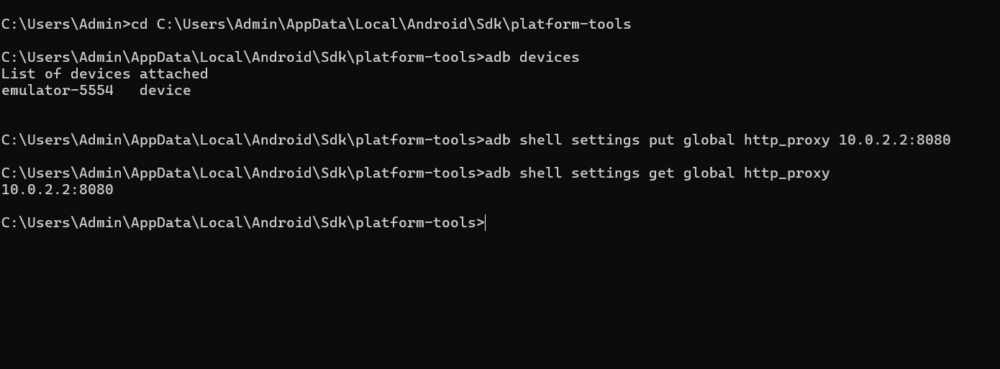 C:\Users\Admin>cd C:\Users\Admin\AppData\Local\Android\Sdk\platform-tools
C:\Users\Admin\AppData\Local\Android\Sdk\platform-tools>adb devices
List of devices attached
emulator-5554   device
C:\Users\Admin\AppData\Local\Android\Sdk\platform-tools>adb shell settings put global http_proxy 10.0.2.2:8080
C:\Users\Admin\AppData\Local\Android\Sdk\platform-tools>adb shell settings get global http_proxy
10.0.2.2:8080
C:\Users\Admin\AppData\Local\Android\Sdk\platform-tools>